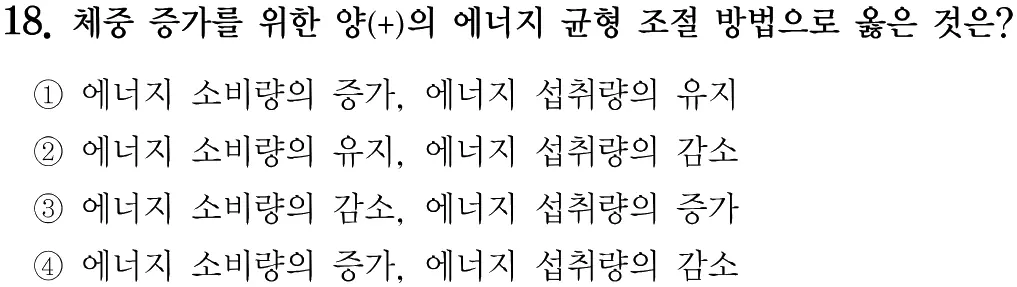 18. 체중 증가를 위한 양(+)의 에너지 균형 조절 방법으로 옳은 것은?
① 에너지 소비량의 증가, 에너지 섭취량의 유지
② 에너지 소비량의 유지, 에너지 섭취량의 감소
③ 에너지 소비량의 감소, 에너지 섭취량의 증가
④ 에너지 소비량의 증가, 에너지 섭취량의 감소